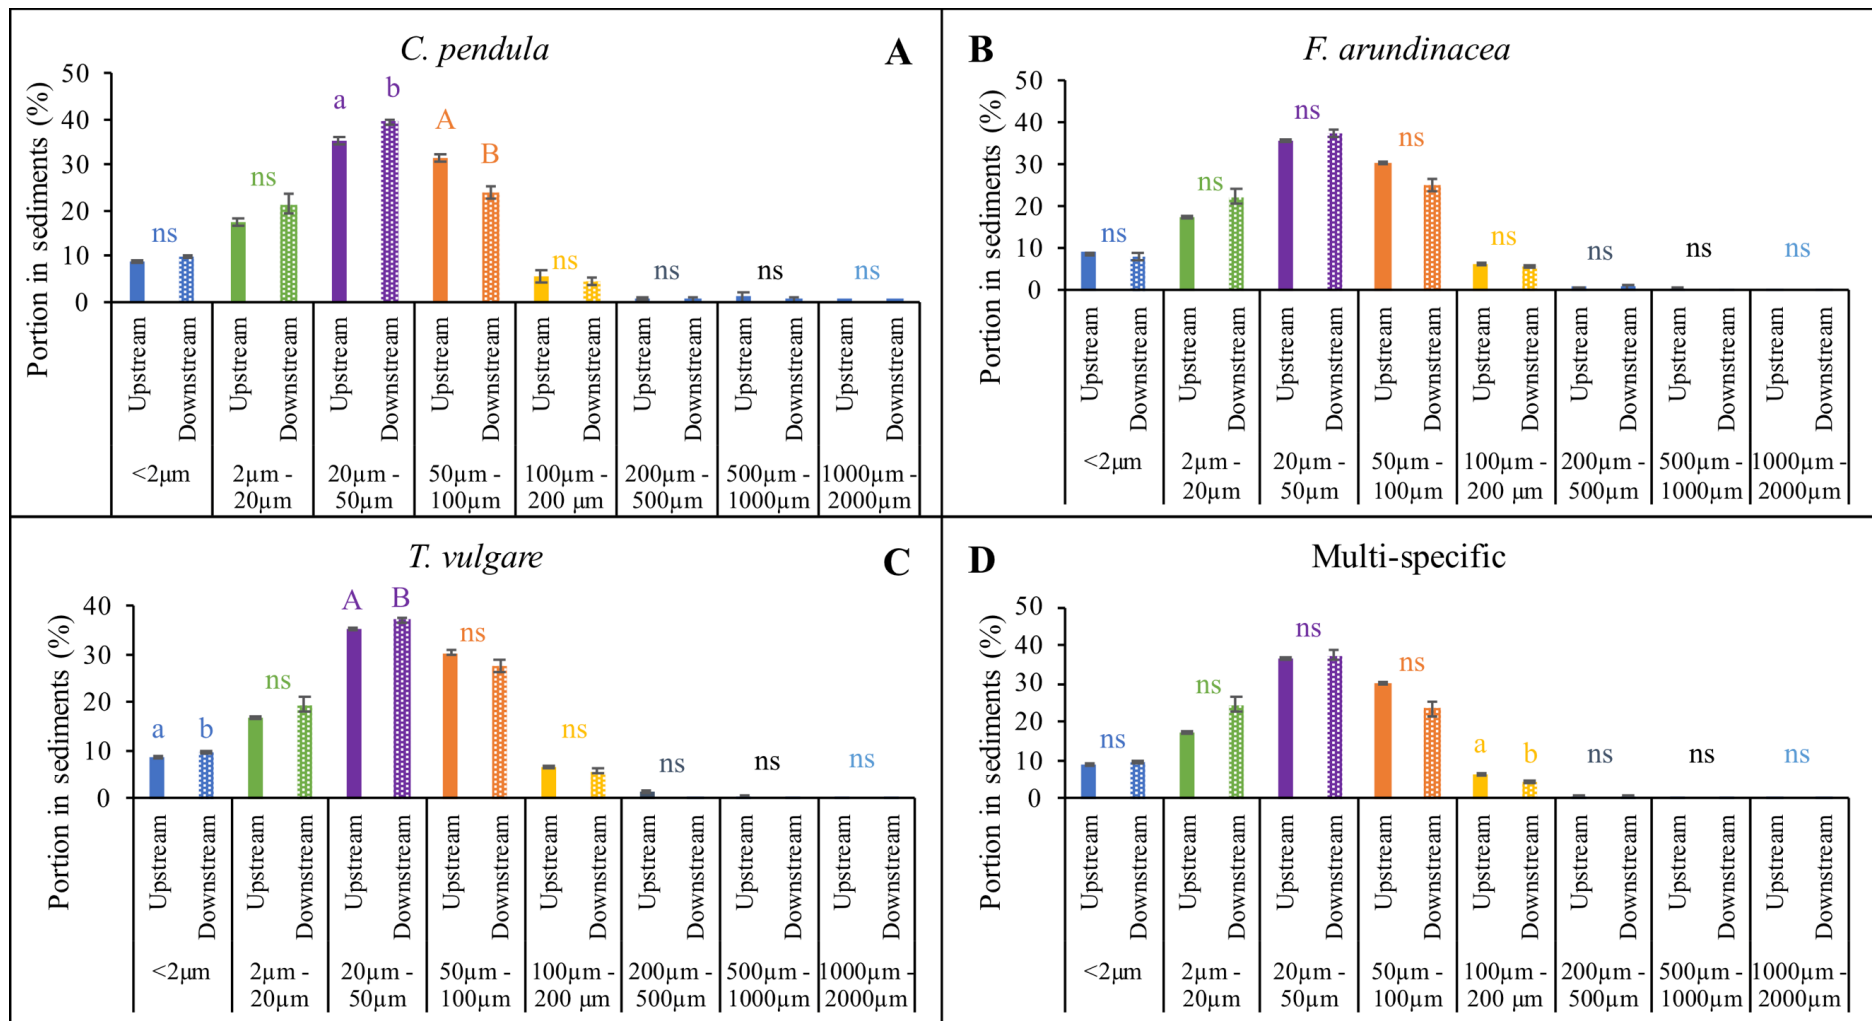 C. pendula
A
Portion in sediments (%)
50
40
30
20
10
0
ns
ns
a
b
A
B
ns
ns
ns
ns
Upstream
Downstream
Upstream
Downstream
Upstream
Downstream
Upstream
Downstream
Upstream
Downstream
Upstream
Downstream
Upstream
Downstream
Upstream
Downstream
<2µm
2µm -
20µm
20µm -
50µm
50µm -
100µm
100µm -
200 µm
200µm -
500µm
500µm -
1000µm
1000µm -
2000µm
B
F. arundinacea
Portion in sediments (%)
50
40
30
20
10
0
ns
ns
ns
ns
ns
ns
ns
ns
Upstream
Downstream
Upstream
Downstream
Upstream
Downstream
Upstream
Downstream
Upstream
Downstream
Upstream
Downstream
Upstream
Downstream
Upstream
Downstream
<2µm
2µm -
20µm
20µm -
50µm
50µm -
100µm
100µm -
200 µm
200µm -
500µm
500µm -
1000µm
1000µm -
2000µm
T. vulgare
C
Portion in sediments (%)
40
30
20
10
0
a
b
ns
A
B
ns
ns
ns
ns
ns
Upstream
Downstream
Upstream
Downstream
Upstream
Downstream
Upstream
Downstream
Upstream
Downstream
Upstream
Downstream
Upstream
Downstream
Upstream
Downstream
<2µm
2µm -
20µm
20µm -
50µm
50µm -
100µm
100µm -
200 µm
200µm -
500µm
500µm -
1000µm
1000µm -
2000µm
D
Multi-specific
Portion in sediments (%)
50
40
30
20
10
0
ns
ns
ns
ns
a
b
ns
ns
ns
Upstream
Downstream
Upstream
Downstream
Upstream
Downstream
Upstream
Downstream
Upstream
Downstream
Upstream
Downstream
Upstream
Downstream
Upstream
Downstream
<2µm
2µm -
20µm
20µm -
50µm
50µm -
100µm
100µm -
200 µm
200µm -
500µm
500µm -
1000µm
1000µm -
2000µm